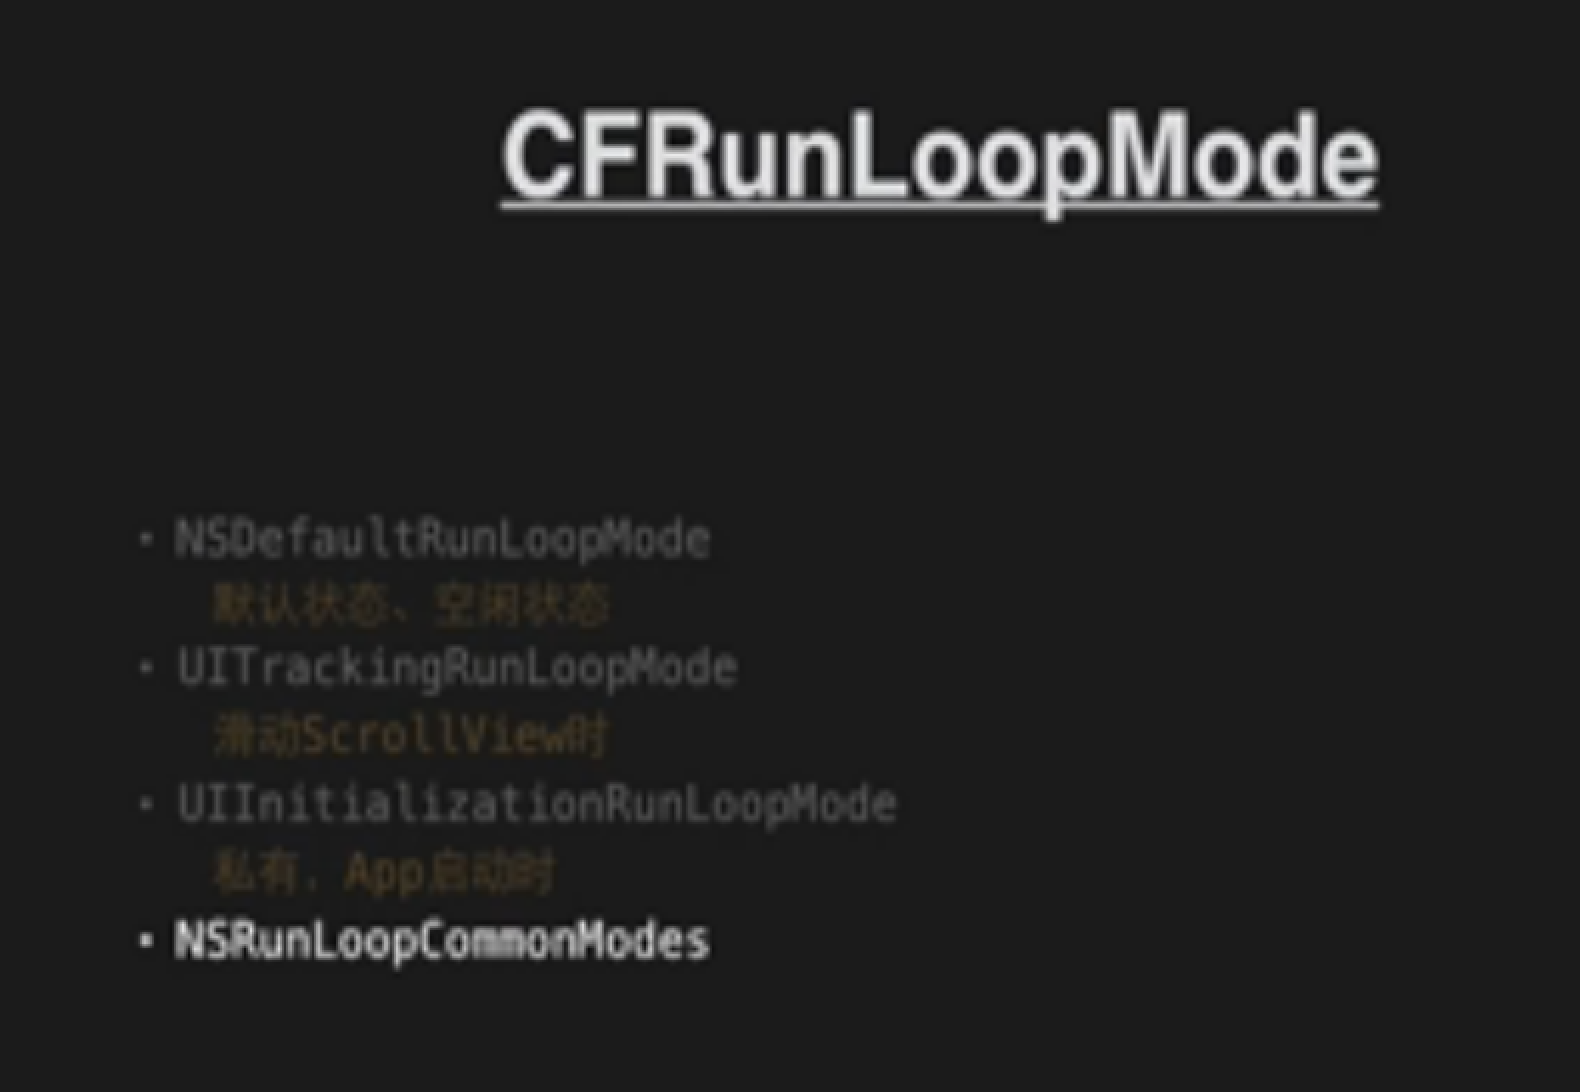 CFRunLoopMode
• NSDefaultRunLoopMode
默认状态、空闲状态
• UITrackingRunLoopMode
滑动ScrollView时
• UIInitializationRunLoopMode
私有，App启动时
• NSRunLoopCommonModes